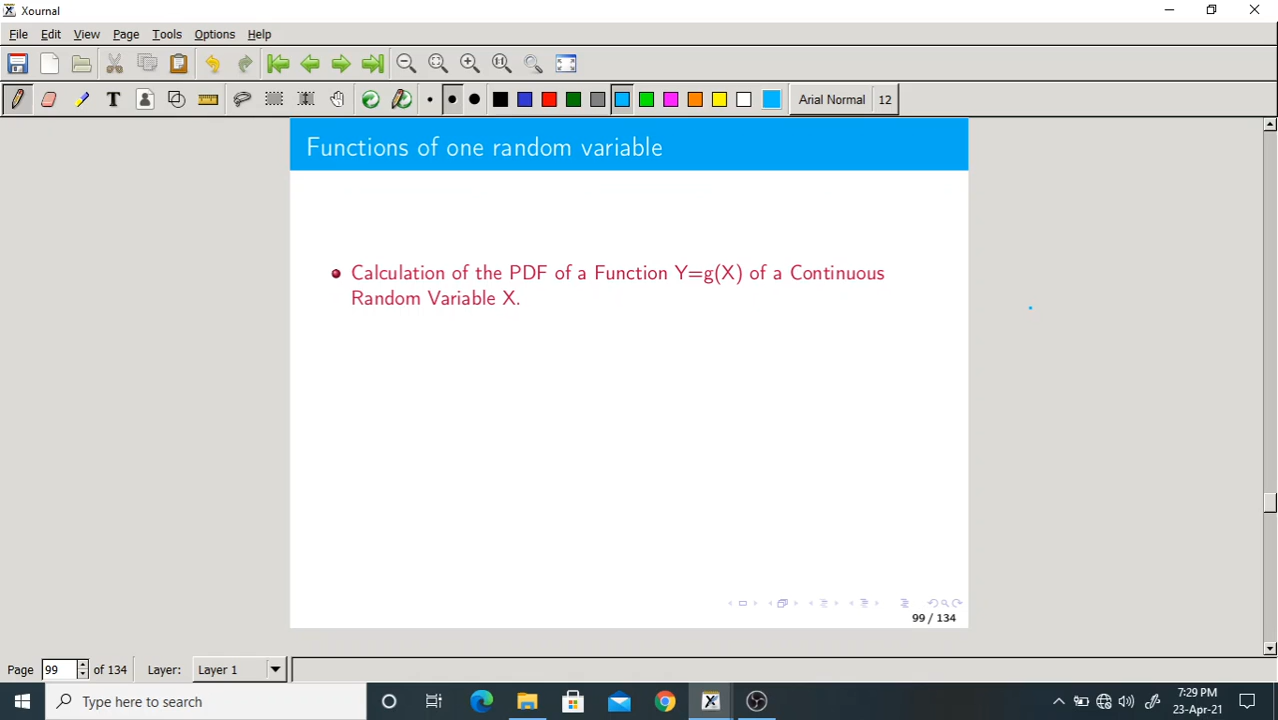 Xournal
File Edit View Page Tools Options Help
Arial Normal 12
Functions of one random variable
Calculation of the PDF of a Function Y=g(X) of a Continuous
Random Variable X.
99 / 134
Page 99 of 134 Layer: Layer 1
Type here to search
7:29 PM
23-Apr-21